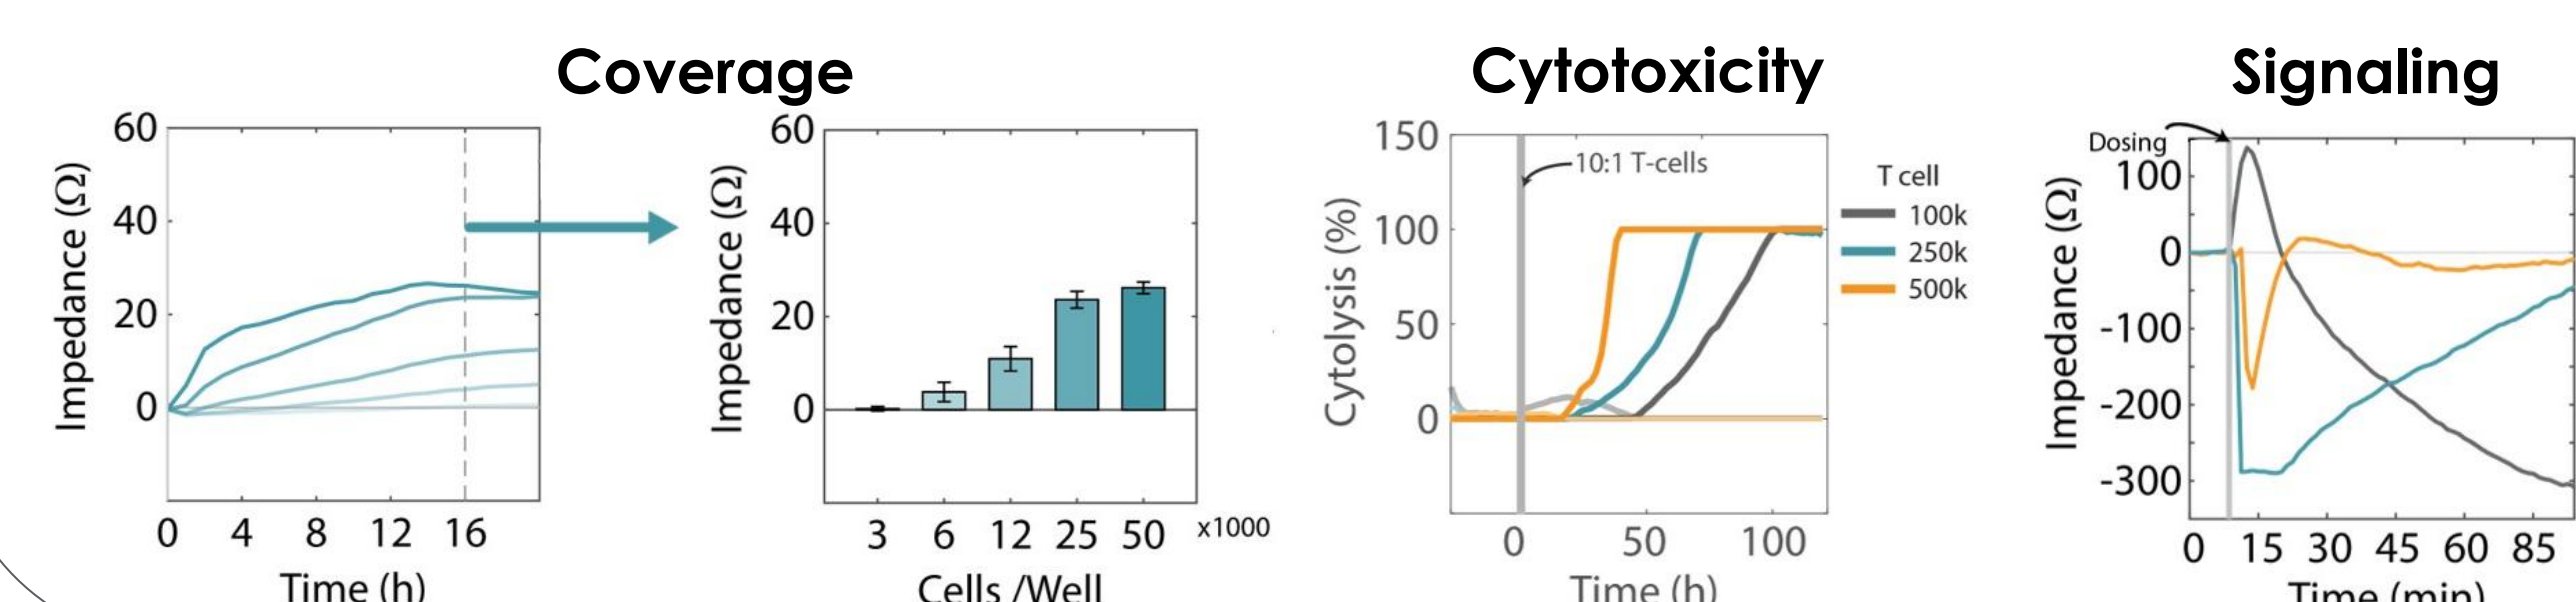 Coverage
Impedance (Ω)
60
40
20
0
0 4 8 12 16
Time (h)
Impedance (Ω)
60
40
20
0
3 6 12 25 50 x1000
Cells /Well
Cytotoxicity
Cytolysis (%)
150
100
50
0
10:1 T-cells
0 50 100
Time (h)
T cell
100k
250k
500k
Signaling
Dosing
Impedance (Ω)
100
0
-100
-200
-300
0 15 30 45 60 85
Time (min)